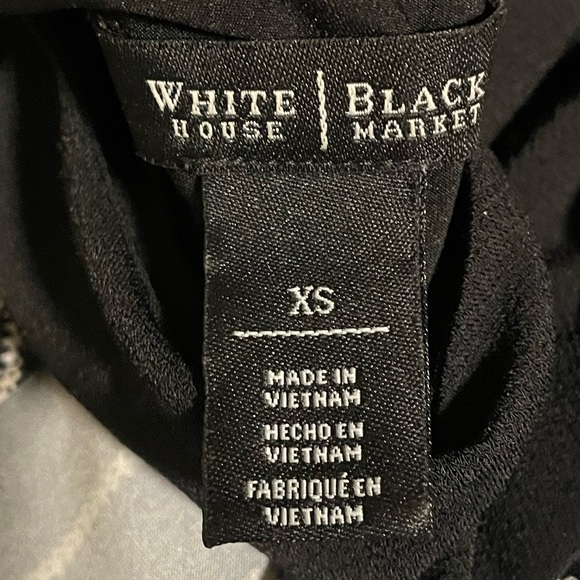 WHITE | BLACK
HOUSE | MARKET
XS
MADE IN
VIETNAM
HECHO EN
VIETNAM
FABRIQUÉ EN
VIETNAM